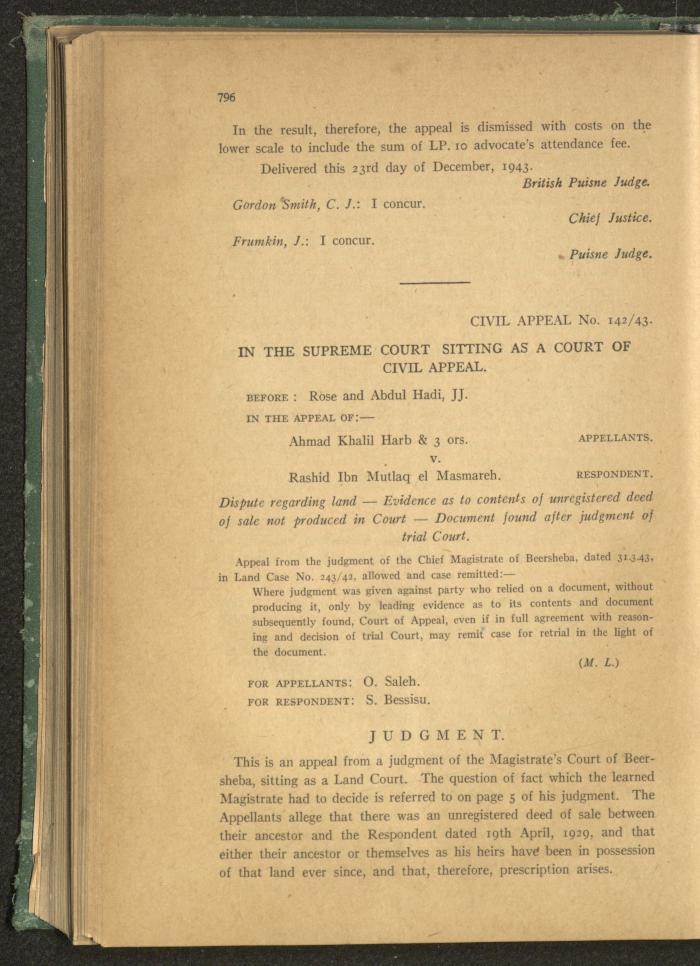 796
In the result, therefore, the appeal is dismissed with costs on the
lower scale to include the sum of LP. 10 advocate's attendance fee.
Delivered this 23rd day of December, 1943.
British Puisne Judge.
Gordon Smith, C. J.: I concur.
Chief Justice.
Frumkin, J.: I concur.
Puisne Judge.
CIVIL APPEAL No. 142/43.
IN THE SUPREME COURT SITTING AS A COURT OF
CIVIL APPEAL.
BEFORE : Rose and Abdul Hadi, JJ.
IN THE APPEAL OF:—
Ahmad Khalil Harb & 3 ors. APPELLANTS.
v.
Rashid Ibn Mutlaq el Masmareh. RESPONDENT.
Dispute regarding land — Evidence as to contents of unregistered deed
of sale not produced in Court — Document found after judgment of
trial Court.
Appeal from the judgment of the Chief Magistrate of Beersheba, dated 31.3.43,
in Land Case No. 243/42, allowed and case remitted:—
Where judgment was given against party who relied on a document, without
producing it, only by leading evidence as to its contents and document
subsequently found, Court of Appeal, even if in full agreement with reason-
ing and decision of trial Court, may remit case for retrial in the light of
the document.
(M. L.)
FOR APPELLANTS: O. Saleh.
FOR RESPONDENT: S. Bessisu.
JUDGMENT.
This is an appeal from a judgment of the Magistrate's Court of Beer-
sheba, sitting as a Land Court. The question of fact which the learned
Magistrate had to decide is referred to on page 5 of his judgment. The
Appellants allege that there was an unregistered deed of sale between
their ancestor and the Respondent dated 19th April, 1929, and that
either their ancestor or themselves as his heirs have been in possession
of that land ever since, and that, therefore, prescription arises.